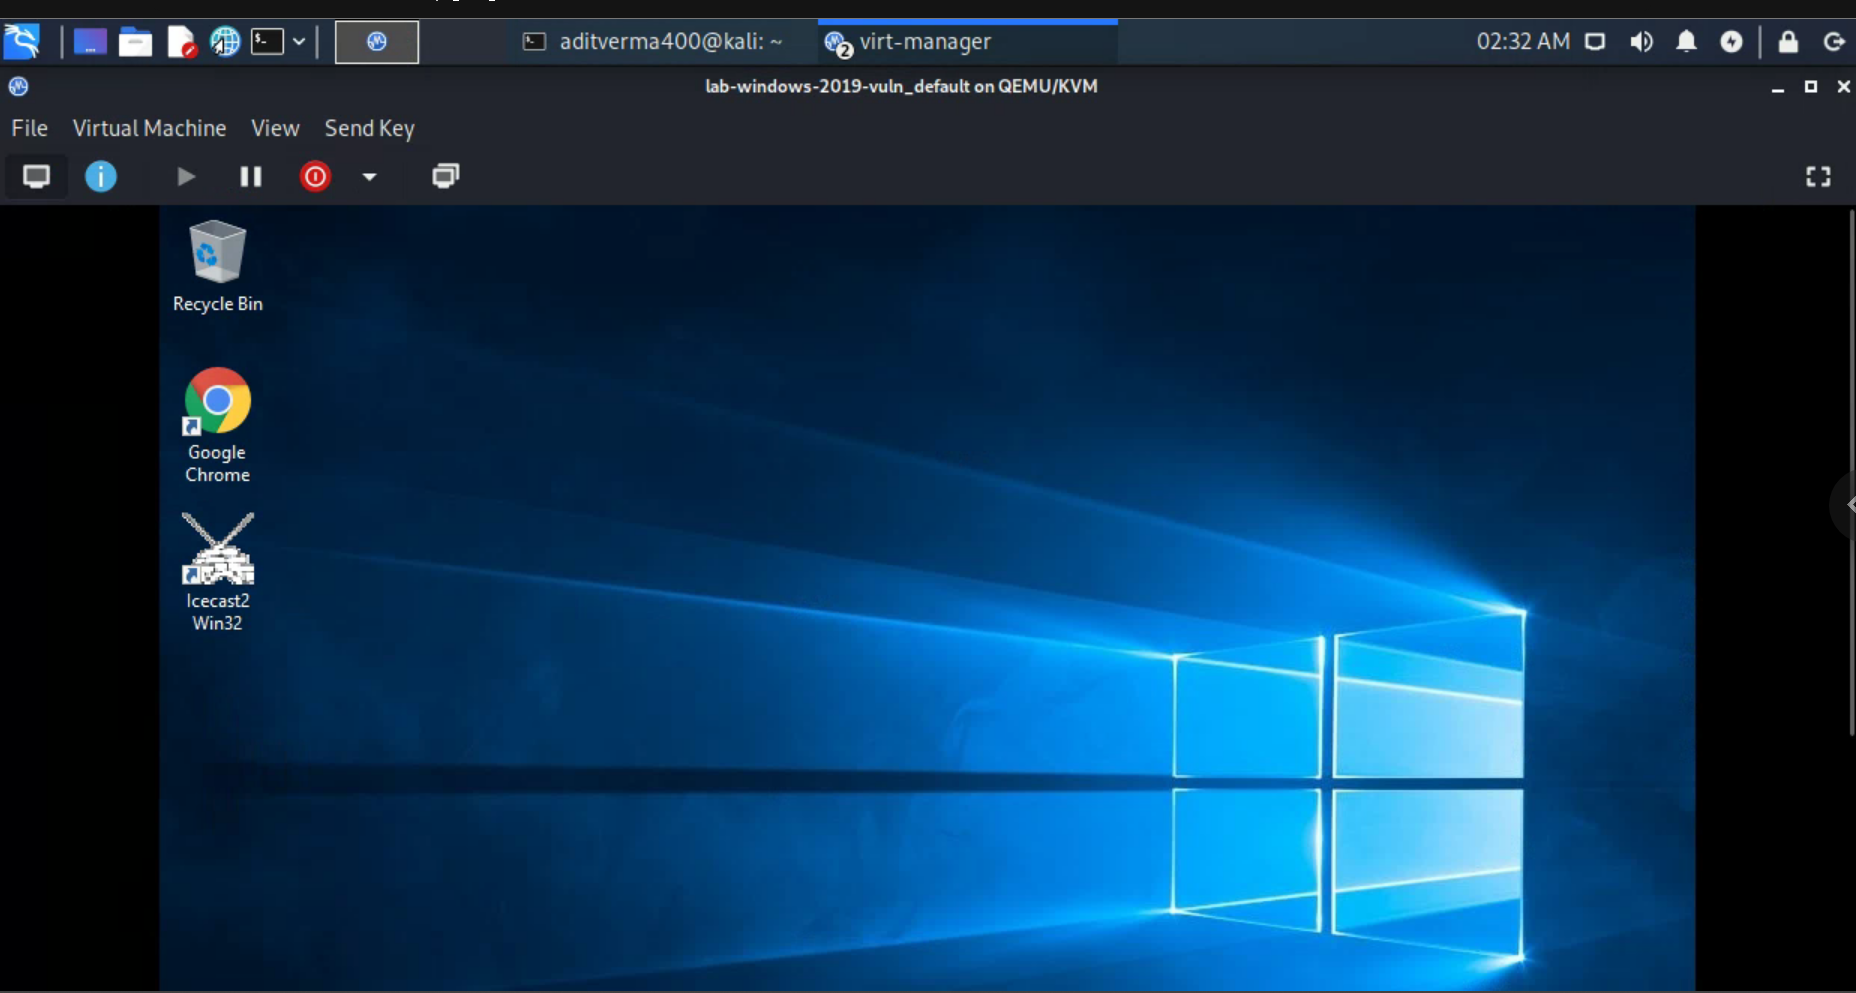 aditverma400@kali: ~
virt-manager
02:32 AM
lab-windows-2019-vuln_default on QEMU/KVM
File Virtual Machine View Send Key
Recycle Bin
Google
Chrome
Icecast2
Win32